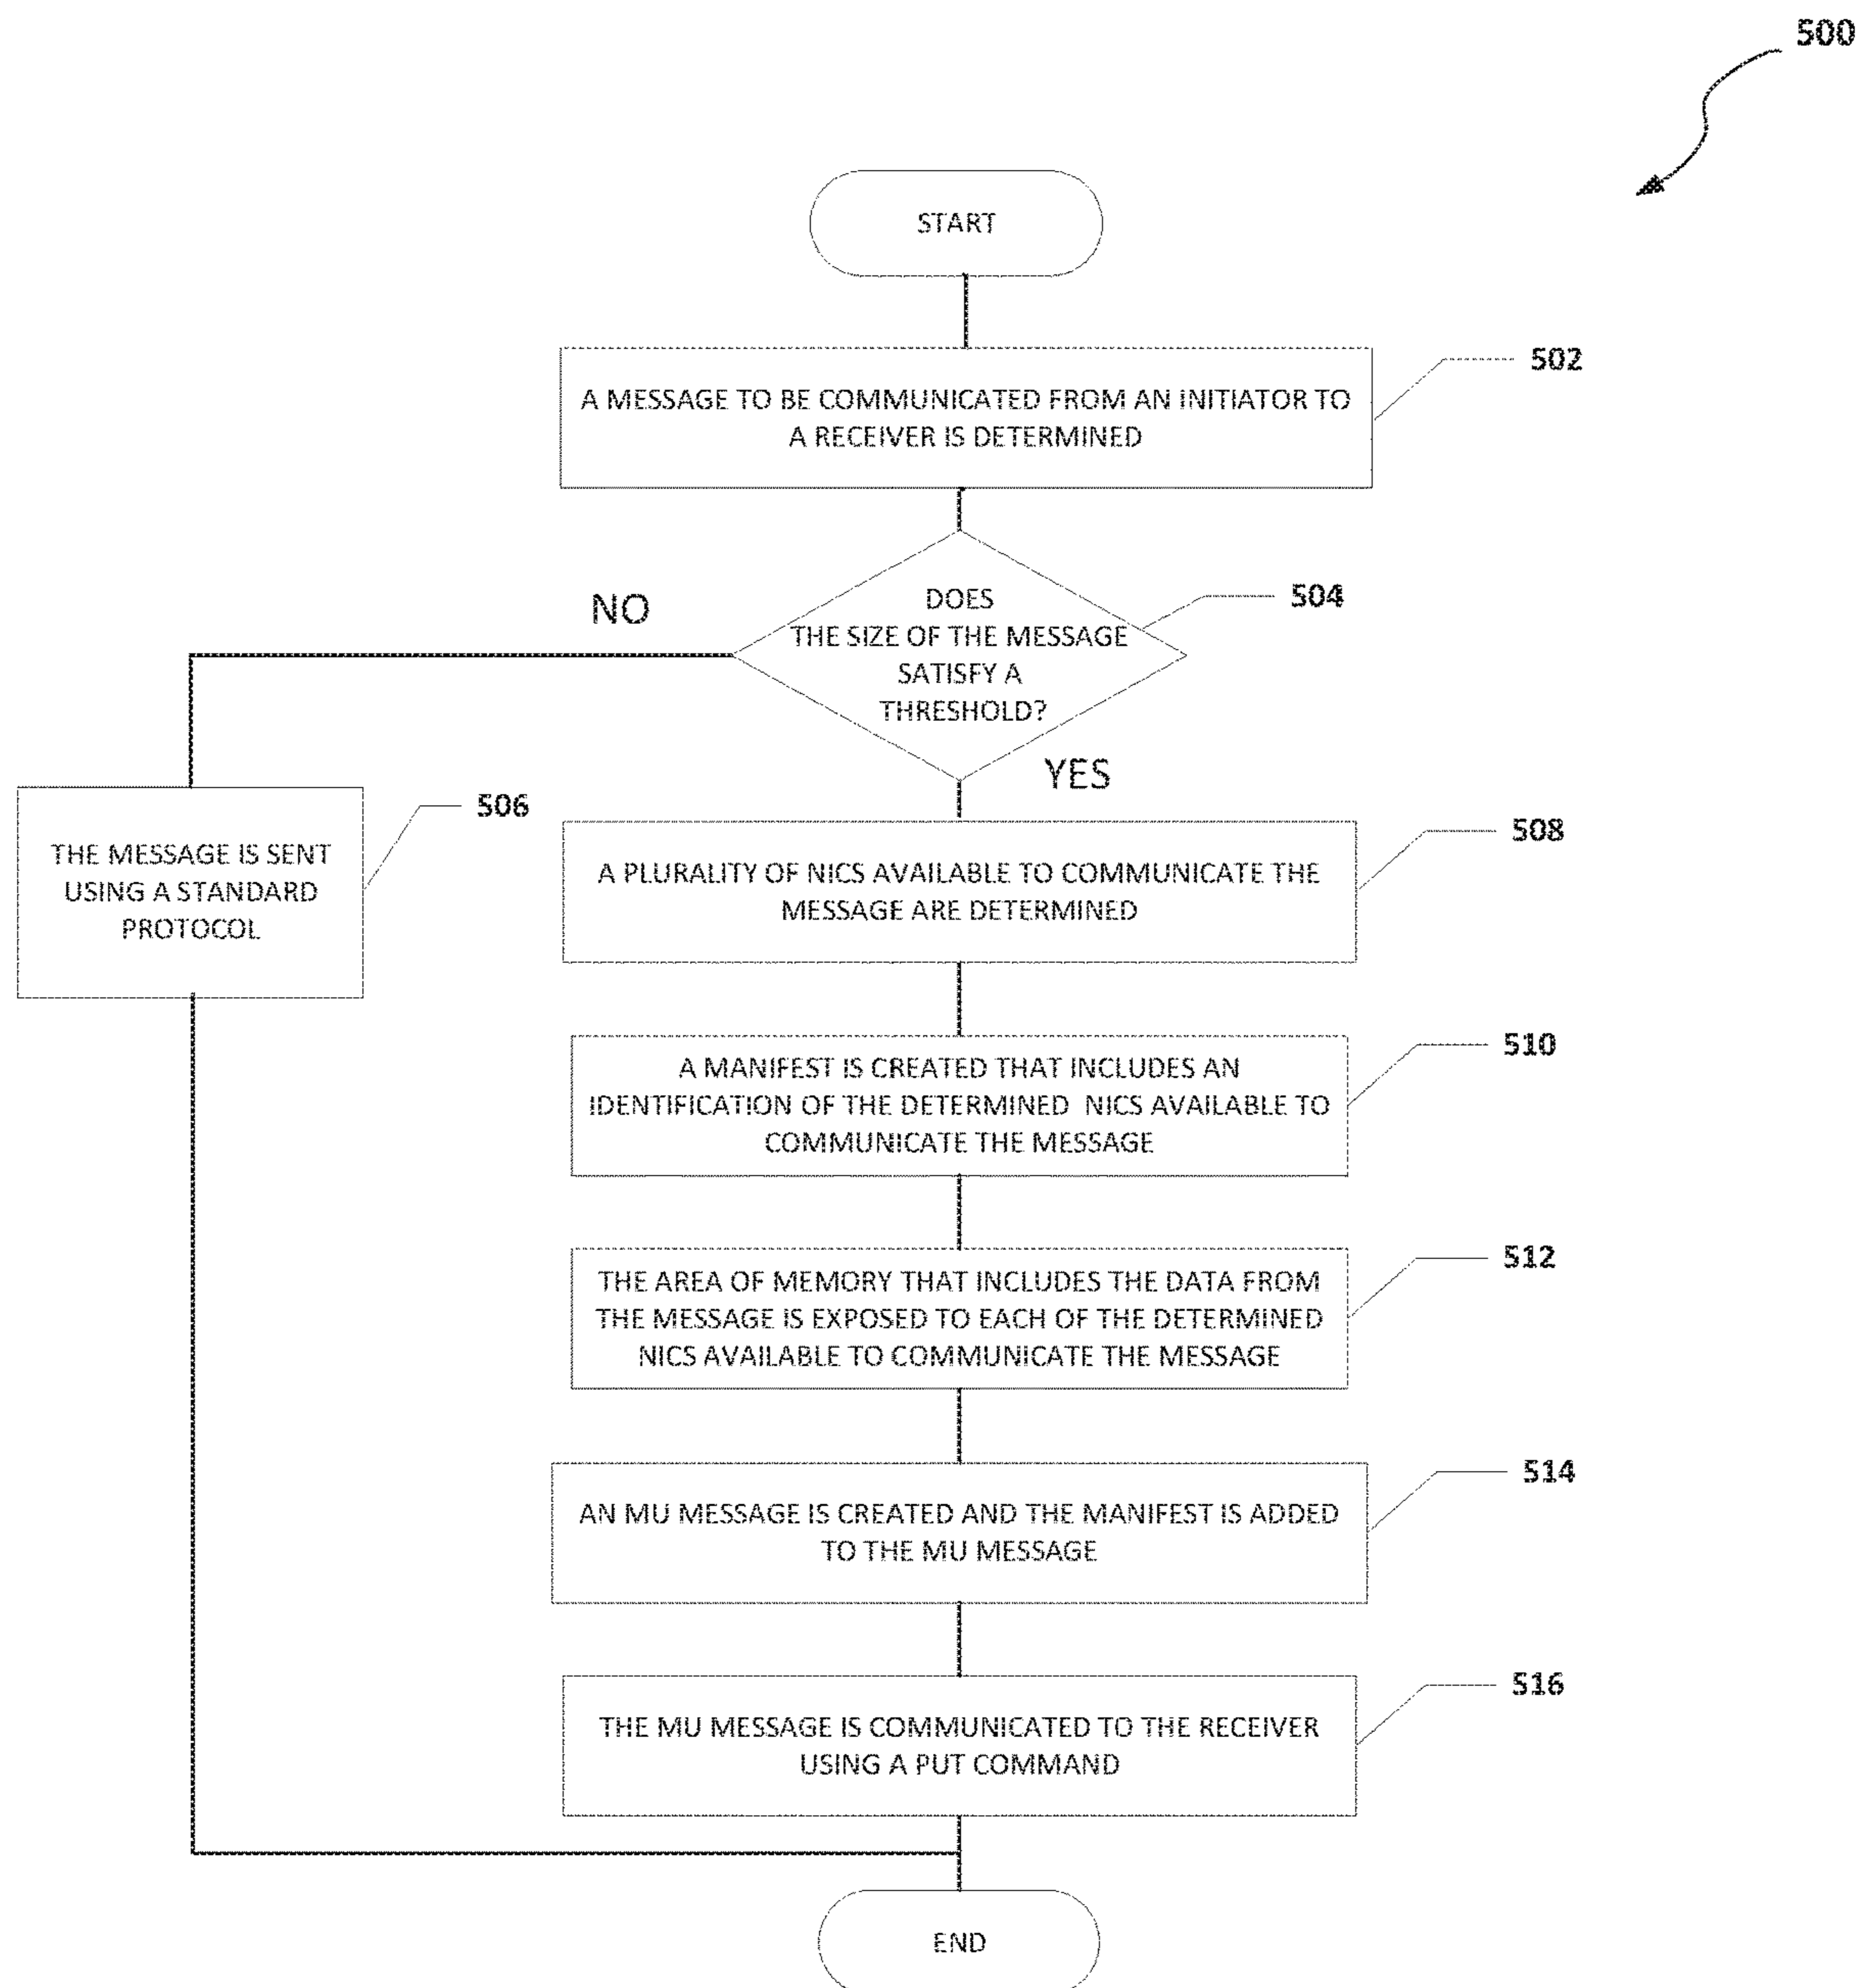 500
START
A MESSAGE TO BE COMMUNICATED FROM AN INITIATOR TO
A RECEIVER IS DETERMINED
502
DOES
THE SIZE OF THE MESSAGE
SATISFY A
THRESHOLD?
504
NO
YES
THE MESSAGE IS SENT
USING A STANDARD
PROTOCOL
506
A PLURALITY OF NICS AVAILABLE TO COMMUNICATE THE
MESSAGE ARE DETERMINED
508
A MANIFEST IS CREATED THAT INCLUDES AN
IDENTIFICATION OF THE DETERMINED NICS AVAILABLE TO
COMMUNICATE THE MESSAGE
510
THE AREA OF MEMORY THAT INCLUDES THE DATA FROM
THE MESSAGE IS EXPOSED TO EACH OF THE DETERMINED
NICS AVAILABLE TO COMMUNICATE THE MESSAGE
512
AN MU MESSAGE IS CREATED AND THE MANIFEST IS ADDED
TO THE MU MESSAGE
514
THE MU MESSAGE IS COMMUNICATED TO THE RECEIVER
USING A PUT COMMAND
516
END